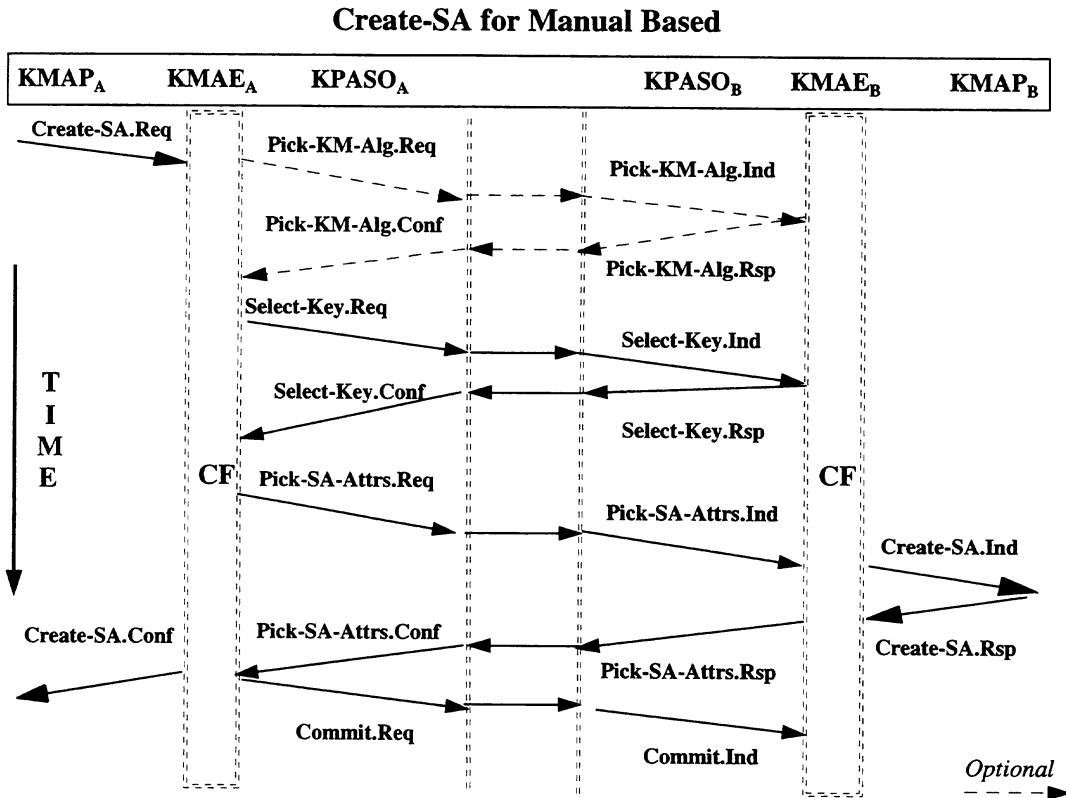 Create-SA for Manual Based
KMAP_A KMAE_A KPASO_A KPASO_B KMAE_B KMAP_B
Create-SA.Req
Pick-KM-Alg.Req
Pick-KM-Alg.Ind
Pick-KM-Alg.Conf
Pick-KM-Alg.Rsp
Select-Key.Req
Select-Key.Ind
Select-Key.Conf
Select-Key.Rsp
T
I
M
E
CF
CF
Pick-SA-Attrs.Req
Pick-SA-Attrs.Ind
Create-SA.Ind
Create-SA.Conf
Pick-SA-Attrs.Conf
Create-SA.Rsp
Pick-SA-Attrs.Rsp
Commit.Req
Commit.Ind
Optional